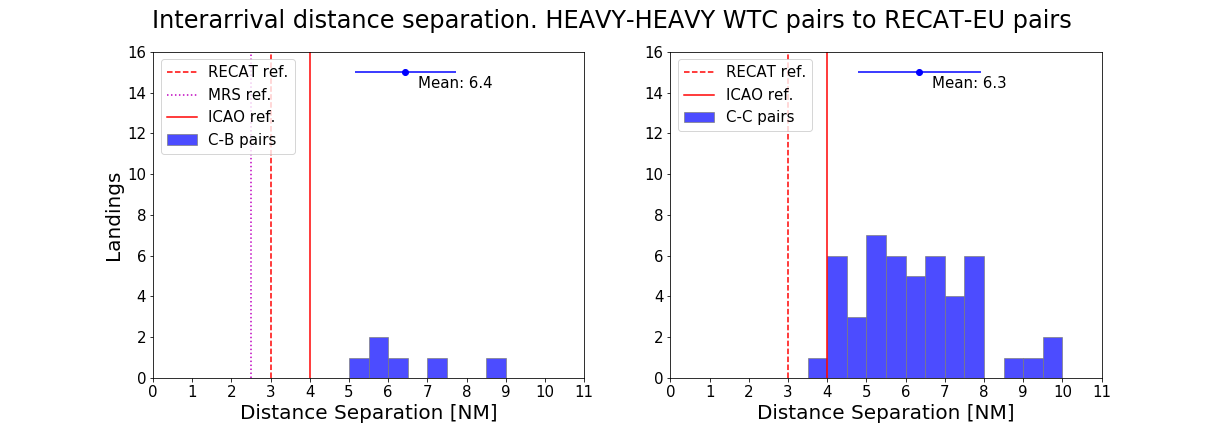 Interarrival distance separation. HEAVY-HEAVY WTC pairs to RECAT-EU pairs
RECAT ref.
MRS ref.
ICAO ref.
C-B pairs
Mean: 6.4
16
14
12
10
8
6
4
2
0
Landings
0 1 2 3 4 5 6 7 8 9 10 11
Distance Separation [NM]
RECAT ref.
ICAO ref.
C-C pairs
Mean: 6.3
16
14
12
10
8
6
4
2
0
0 1 2 3 4 5 6 7 8 9 10 11
Distance Separation [NM]